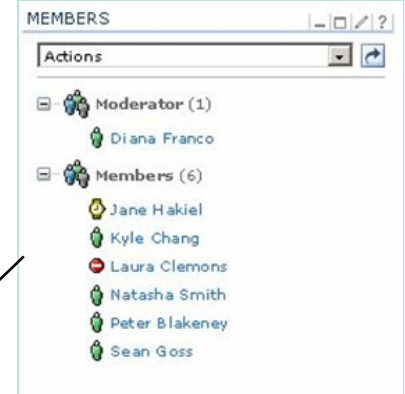 MEMBERS
?
Actions
Moderator (1)
Diana Franco
Members (6)
Jane Hakiel
Kyle Chang
Laura Clemons
Natasha Smith
Peter Blakeney
Sean Goss